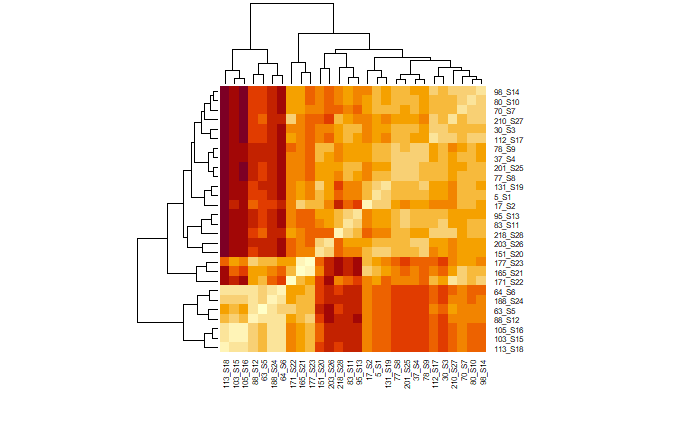 98_S14
80_S10
70_S7
210_S27
30_S3
112_S17
78_S9
37_S4
201_S25
77_S8
131_S19
5_S1
17_S2
95_S13
83_S11
218_S28
203_S26
151_S20
177_S23
165_S21
171_S22
64_S6
188_S24
63_S5
88_S12
105_S16
103_S15
113_S18
113_S18
103_S15
105_S16
88_S12
63_S5
188_S24
64_S6
171_S22
165_S21
177_S23
151_S20
203_S26
218_S28
83_S11
95_S13
17_S2
5_S1
131_S19
77_S8
201_S25
37_S4
78_S9
112_S17
30_S3
210_S27
70_S7
80_S10
98_S14